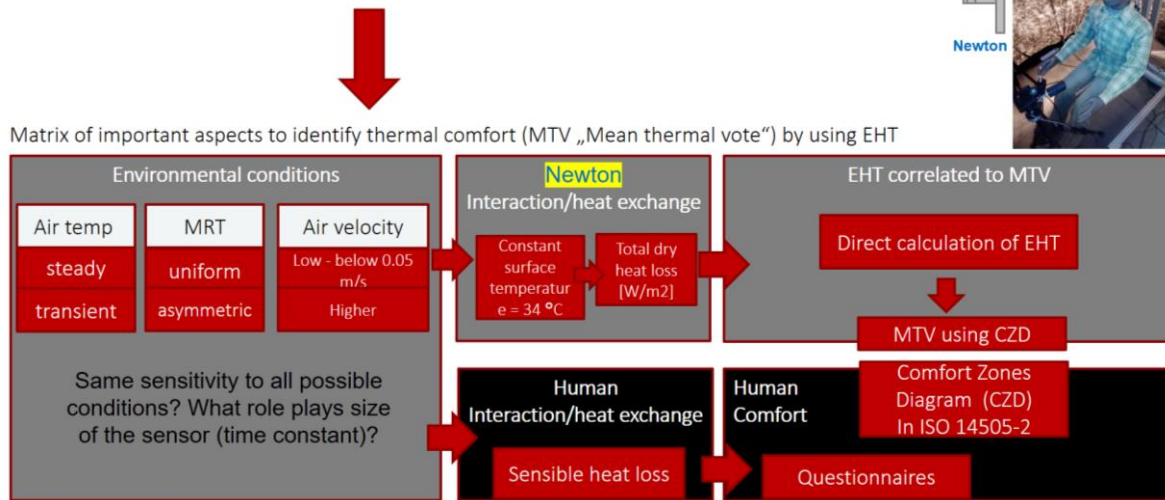 Newton
Matrix of important aspects to identify thermal comfort (MTV „Mean thermal vote“) by using EHT
Environmental conditions
Air temp
steady
transient
MRT
uniform
asymmetric
Air velocity
Low - below 0.05
m/s
Higher
Same sensitivity to all possible
conditions? What role plays size
of the sensor (time constant)?
Newton
Interaction/heat exchange
Constant
surface
temperatur
e = 34 °C
Total dry
heat loss
[W/m2]
EHT correlated to MTV
Direct calculation of EHT
MTV using CZD
Comfort Zones
Diagram (CZD)
In ISO 14505-2
Human
Interaction/heat exchange
Sensible heat loss
Human
Comfort
Questionnaires